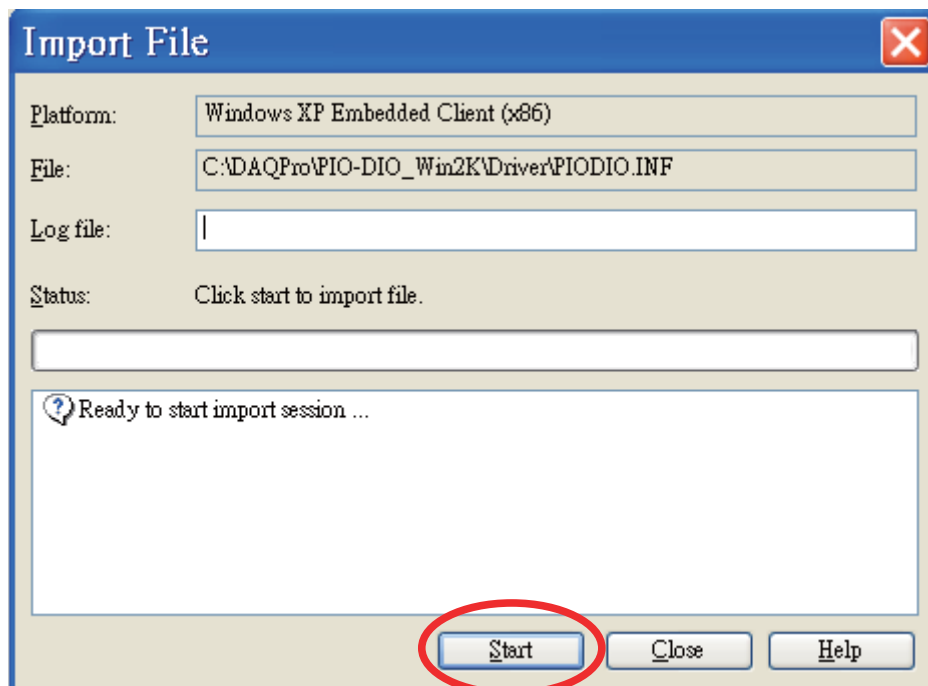 Import File
Platform: Windows XP Embedded Client (x86)
File: C:\DAQPro\PIO-DIO_Win2K\Driver\PIODIO.INF
Log file:
Status: Click start to import file.
Ready to start import session ...
Start Close Help